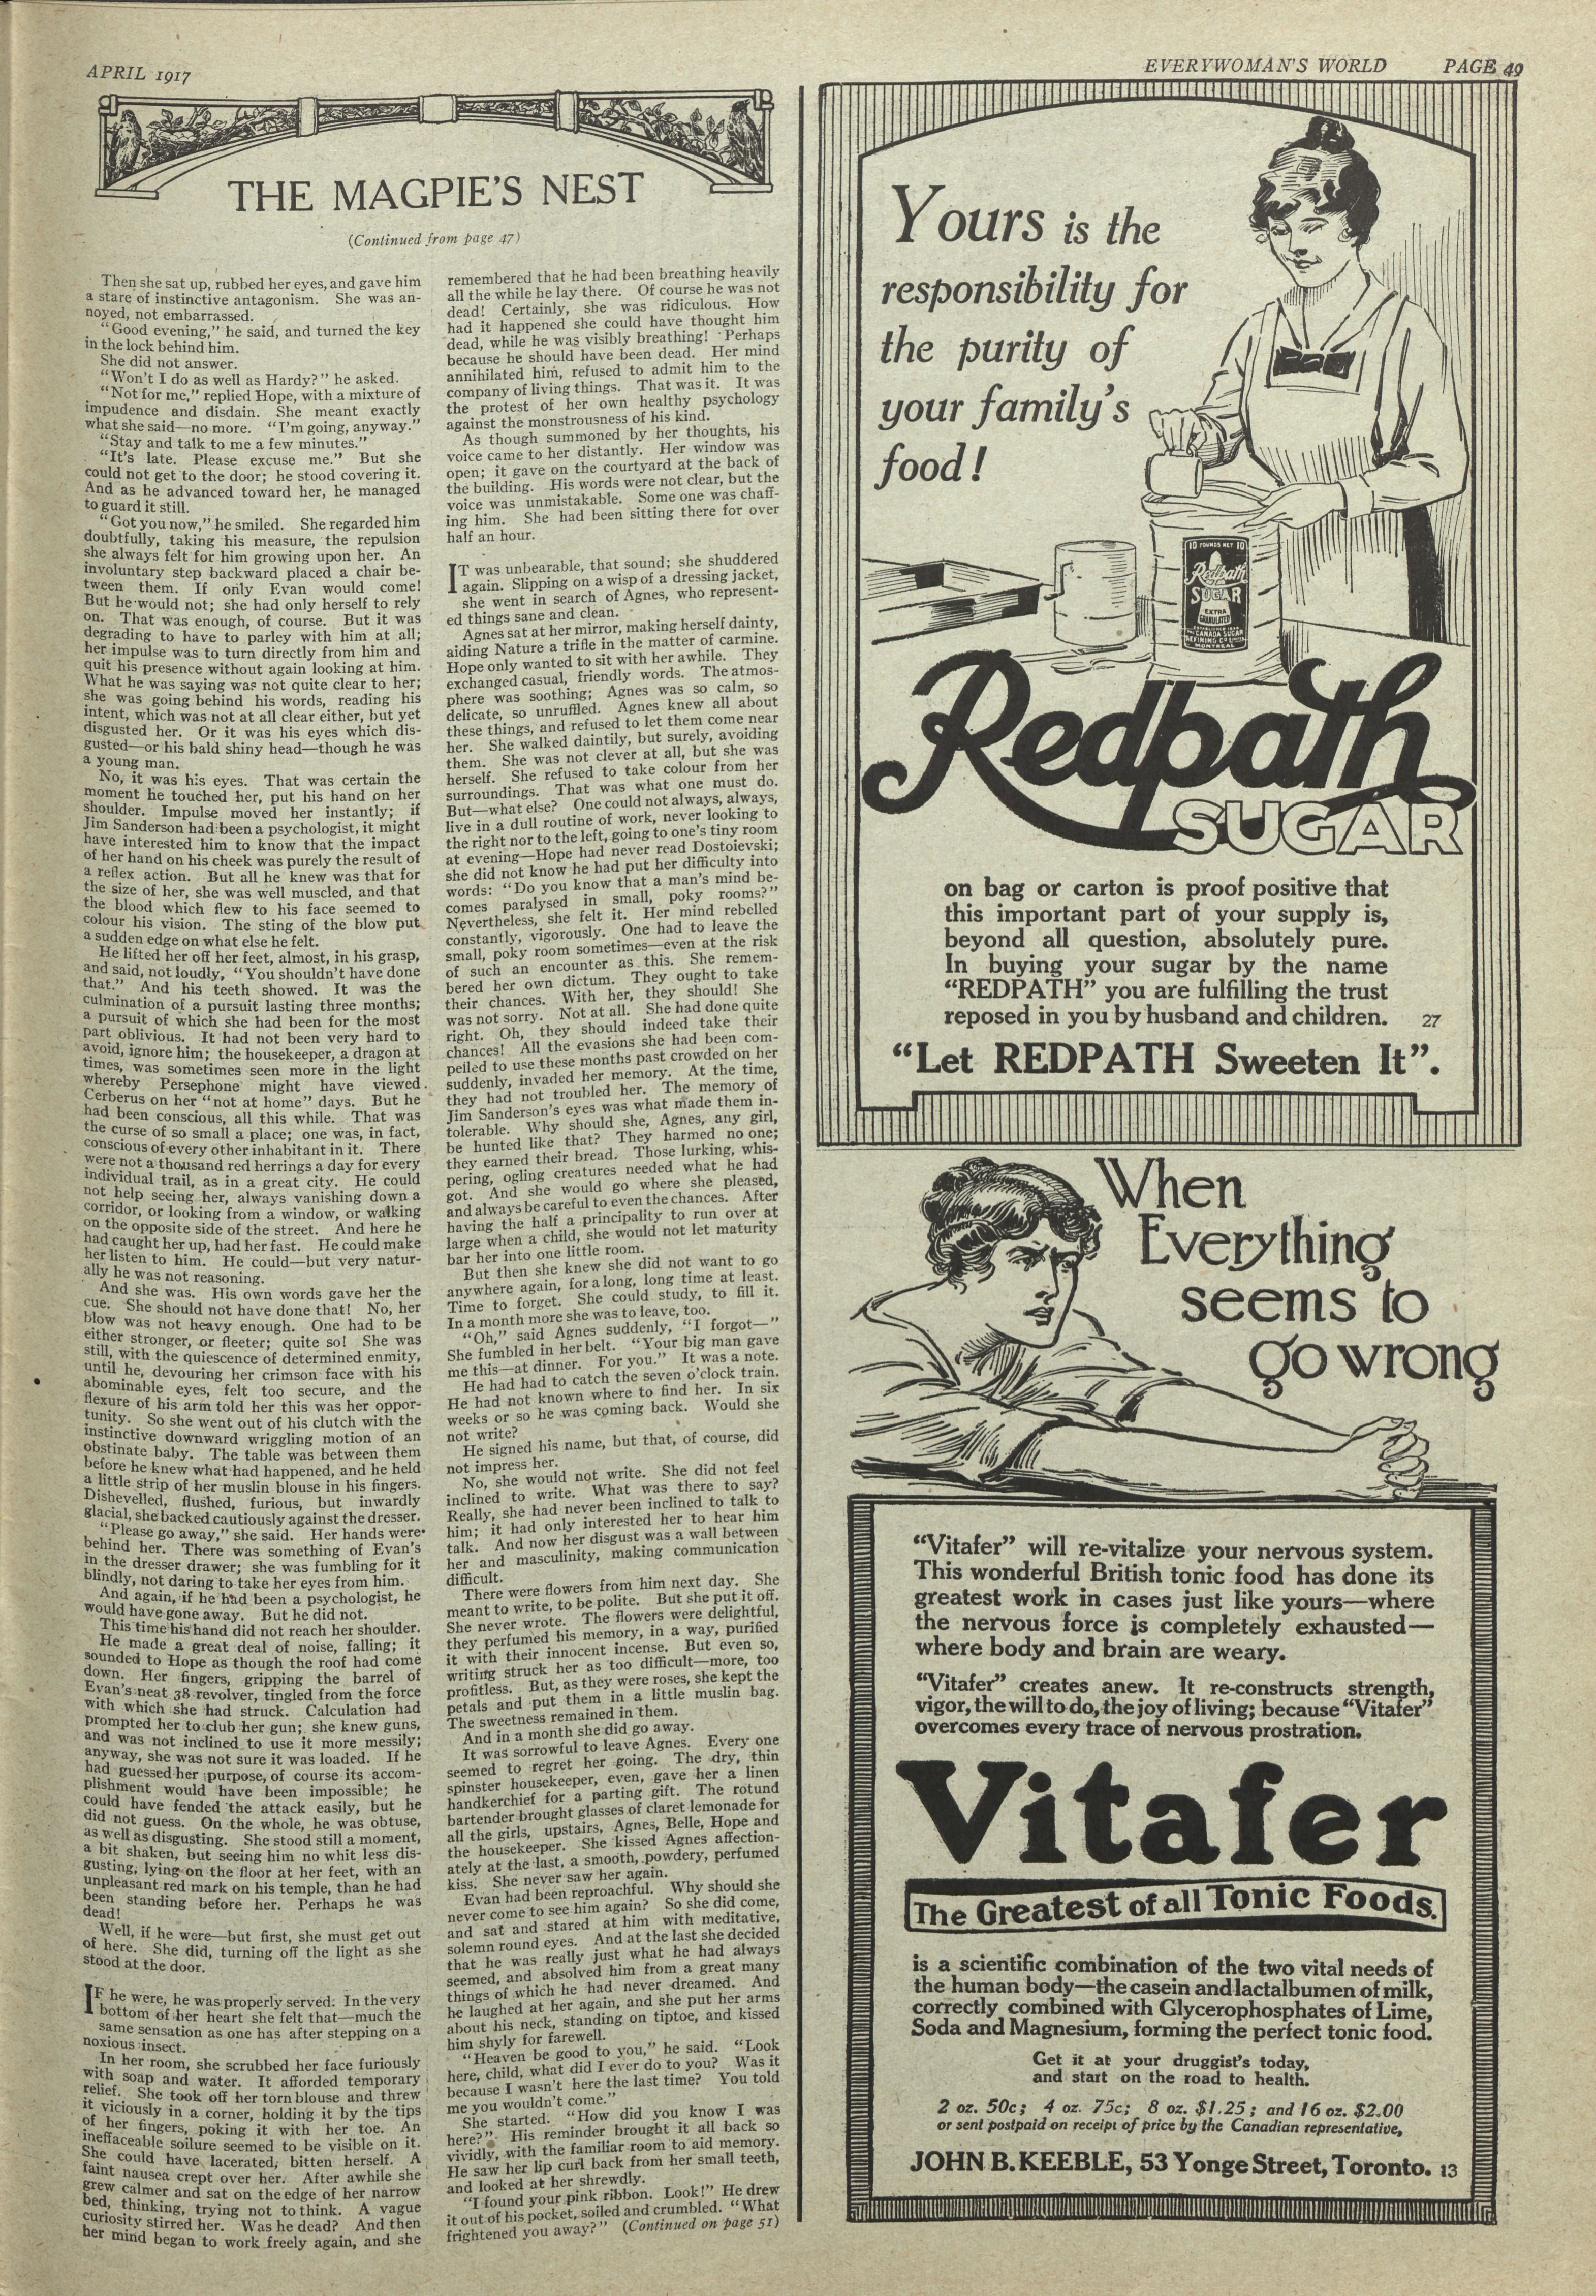 APRIL 1917
EVERYWOMAN'S WORLD PAGE 49
THE MAGPIE'S NEST
(Continued from page 47)
Then she sat up, rubbed her eyes, and gave him
a stare of instinctive antagonism. She was an-
noyed, not embarrassed.
"Good evening," he said, and turned the key
in the lock behind him.
She did not answer.
"Won't I do as well as Hardy?" he asked.
"Not for me," replied Hope, with a mixture of
impudence and disdain. She meant exactly
what she said—no more. "I'm going, anyway."
"Stay and talk to me a few minutes."
"It's late. Please excuse me." But she
could not get to the door; he stood covering it.
And as he advanced toward her, he managed
to guard it still.
"Got you now," he smiled. She regarded him
doubtfully, taking his measure, the repulsion
she always felt for him growing upon her. An
involuntary step backward placed a chair be-
tween them. If only Evan would come!
But he would not; she had only herself to rely
on. That was enough, of course. But it was
degrading to have to parley with him at all;
her impulse was to turn directly from him and
quit his presence without again looking at him.
What he was saying was not quite clear to her;
she was going behind his words, reading his
intent, which was not at all clear either, but yet
disgusted her. Or it was his eyes which dis-
gusted—or his bald shiny head—though he was
a young man.
No, it was his eyes. That was certain the
moment he touched her, put his hand on her
shoulder. Impulse moved her instantly; if
Jim Sanderson had been a psychologist, it might
have interested him to know that the impact
of her hand on his cheek was purely the result of
a reflex action. But all he knew was that for
the size of her, she was well muscled, and that
the blood which flew to his face seemed to
colour his vision. The sting of the blow put
a sudden edge on what else he felt.
He lifted her off her feet, almost, in his grasp,
and said, not loudly, "You shouldn't have done
that." And his teeth showed. It was the
culmination of a pursuit lasting three months;
a pursuit of which she had been for the most
part oblivious. It had not been very hard to
avoid, ignore him; the housekeeper, a dragon at
times, was sometimes seen more in the light
whereby Persephone might have viewed
Cerberus on her "not at home" days. But he
had been conscious, all this while. That was
the curse of so small a place; one was, in fact,
conscious of every other inhabitant in it. There
were not a thousand red herrings a day for every
individual trail, as in a great city. He could
not help seeing her, always vanishing down a
corridor, or looking from a window, or walking
on the opposite side of the street. And here he
had caught her up, had her fast. He could make
her listen to him. He could—but very natur-
ally he was not reasoning.
And she was. His own words gave her the
cue. She should not have done that! No, her
blow was not heavy enough. One had to be
either stronger, or fleeter; quite so! She was
still, with the quiescence of determined enmity,
until he, devouring her crimson face with his
abominable eyes, felt too secure, and the
flexure of his arm told her this was her oppor-
tunity. So she went out of his clutch with the
instinctive downward wriggling motion of an
obstinate baby. The table was between them
before he knew what had happened, and he held
a little strip of her muslin blouse in his fingers.
Dishevelled, flushed, furious, but inwardly
glacial, she backed cautiously against the dresser.
"Please go away," she said. Her hands were
behind her. There was something of Evan's
in the dresser drawer; she was fumbling for it
blindly, not daring to take her eyes from him.
And again, if he had been a psychologist, he
would have gone away. But he did not.
This time his hand did not reach her shoulder.
He made a great deal of noise, falling; it
sounded to Hope as though the roof had come
down. Her fingers, gripping the barrel of
Evan's neat 38 revolver, tingled from the force
with which she had struck. Calculation had
prompted her to club her gun; she knew guns,
and was not inclined to use it more messily;
anyway, she was not sure it was loaded. If he
had guessed her purpose, of course its accom-
plishment would have been impossible; he
could have fended the attack easily, but he
did not guess. On the whole, he was obtuse,
as well as disgusting. She stood still a moment,
a bit shaken, but seeing him no whit less dis-
gusting, lying on the floor at her feet, with an
unpleasant red mark on his temple, than he had
been standing before her. Perhaps he was
dead!
Well, if he were—but first, she must get out
of here. She did, turning off the light as she
stood at the door.
IF he were, he was properly served. In the very
bottom of her heart she felt that—much the
same sensation as one has after stepping on a
noxious insect.
In her room, she scrubbed her face furiously
with soap and water. It afforded temporary
relief. She took off her torn blouse and threw
it viciously in a corner, holding it by the tips
of her fingers, poking it with her toe. An
ineffaceable soilure seemed to be visible on it.
She could have lacerated, bitten herself. A
faint nausea crept over her. After awhile she
grew calmer and sat on the edge of her narrow
bed, thinking, trying not to think. A vague
curiosity stirred her. Was he dead? And then
her mind began to work freely again, and she
remembered that he had been breathing heavily
all the while he lay there. Of course he was not
dead! Certainly, she was ridiculous. How
had it happened she could have thought him
dead, while he was visibly breathing! Perhaps
because he should have been dead. Her mind
annihilated him, refused to admit him to the
company of living things. That was it. It was
the protest of her own healthy psychology
against the monstrousness of his kind.
As though summoned by her thoughts, his
voice came to her distantly. Her window was
open; it gave on the courtyard at the back of
the building. His words were not clear, but the
voice was unmistakable. Some one was chaff-
ing him. She had been sitting there for over
half an hour.
IT was unbearable, that sound; she shuddered
again. Slipping on a wisp of a dressing jacket,
she went in search of Agnes, who represent-
ed things sane and clean.
Agnes sat at her mirror, making herself dainty,
aiding Nature a trifle in the matter of carmine.
Hope only wanted to sit with her awhile. They
exchanged casual, friendly words. The atmos-
phere was soothing; Agnes was so calm, so
delicate, so unruffled. Agnes knew all about
these things, and refused to let them come near
her. She walked daintily, but surely, avoiding
them. She was not clever at all, but she was
herself. She refused to take colour from her
surroundings. That was what one must do.
But—what else? One could not always, always,
live in a dull routine of work, never looking to
the right nor to the left, going to one's tiny room
at evening—Hope had never read Dostoievski;
she did not know he had put her difficulty into
words: "Do you know that a man's mind be-
comes paralysed in small, poky rooms?"
Nevertheless, she felt it. Her mind rebelled
constantly, vigorously. One had to leave the
small, poky room sometimes—even at the risk
of such an encounter as this. She remem-
bered her own dictum. They ought to take
their chances. With her, they should! She
was not sorry. Not at all. She had done quite
right. Oh, they should indeed take their
chances! All the evasions she had been com-
pelled to use these months past crowded on her
suddenly, invaded her memory. At the time,
they had not troubled her. The memory of
Jim Sanderson's eyes was what made them in-
tolerable. Why should she, Agnes, any girl,
be hunted like that? They harmed no one;
they earned their bread. Those lurking, whis-
pering, ogling creatures needed what he had
got. And she would go where she pleased,
and always be careful to even the chances. After
having the half a principality to run over at
large when a child, she would not let maturity
bar her into one little room.
But then she knew she did not want to go
anywhere again, for a long, long time at least.
Time to forget. She could study, to fill it.
In a month more she was to leave, too.
"Oh," said Agnes suddenly, "I forgot—"
She fumbled in her belt. "Your big man gave
me this—at dinner. For you." It was a note.
He had had to catch the seven o'clock train.
He had not known where to find her. In six
weeks or so he was coming back. Would she
not write?
He signed his name, but that, of course, did
not impress her.
No, she would not write. She did not feel
inclined to write. What was there to say?
Really, she had never been inclined to talk to
him; it had only interested her to hear him
talk. And now her disgust was a wall between
her and masculinity, making communication
difficult.
There were flowers from him next day. She
meant to write, to be polite. But she put it off.
She never wrote. The flowers were delightful,
they perfumed his memory, in a way, purified
it with their innocent incense. But even so,
writing struck her as too difficult—more, too
profitless. But, as they were roses, she kept the
petals and put them in a little muslin bag.
The sweetness remained in them.
And in a month she did go away.
It was sorrowful to leave Agnes. Every one
seemed to regret her going. The dry, thin
spinster housekeeper, even, gave her a linen
handkerchief for a parting gift. The rotund
bartender brought glasses of claret lemonade for
all the girls, upstairs, Agnes, Belle, Hope and
the housekeeper. She kissed Agnes affection-
ately at the last, a smooth, powdery, perfumed
kiss. She never saw her again.
Evan had been reproachful. Why should she
never come to see him again? So she did come,
and sat and stared at him with meditative,
solemn round eyes. And at the last she decided
that he was really just what he had always
seemed, and absolved him from a great many
things of which he had never dreamed. And
he laughed at her again, and she put her arms
about his neck, standing on tiptoe, and kissed
him shyly for farewell.
"Heaven be good to you," he said. "Look
here, child, what did I ever do to you? Was it
because I wasn't here the last time? You told
me you wouldn't come."
She started. "How did you know I was
here?" His reminder brought it all back so
vividly, with the familiar room to aid memory.
He saw her lip curl back from her small teeth,
and looked at her shrewdly.
"I found your pink ribbon. Look!" He drew
it out of his pocket, soiled and crumbled. "What
frightened you away?" (Continued on page 51)
Yours is the
responsibility for
the purity of
your family's
food!
10 POUNDS NET 10
Redpath
SUGAR
EXTRA
GRANULATED
THE CANADA SUGAR
REFINING CO LIMITED
MONTREAL
Redpath
SUGAR
on bag or carton is proof positive that
this important part of your supply is,
beyond all question, absolutely pure.
In buying your sugar by the name
"REDPATH" you are fulfilling the trust
reposed in you by husband and children. 27
"Let REDPATH Sweeten It".
When
Everything
seems to
go wrong
"Vitafer" will re-vitalize your nervous system.
This wonderful British tonic food has done its
greatest work in cases just like yours—where
the nervous force is completely exhausted—
where body and brain are weary.
"Vitafer" creates anew. It re-constructs strength,
vigor, the will to do, the joy of living; because "Vitafer"
overcomes every trace of nervous prostration.
Vitafer
The Greatest of all Tonic Foods.
is a scientific combination of the two vital needs of
the human body—the casein and lactalbumen of milk,
correctly combined with Glycerophosphates of Lime,
Soda and Magnesium, forming the perfect tonic food.
Get it at your druggist's today,
and start on the road to health.
2 oz. 50c; 4 oz. 75c; 8 oz. $1.25; and 16 oz. $2.00
or sent postpaid on receipt of price by the Canadian representative,
JOHN B. KEEBLE, 53 Yonge Street, Toronto. 13